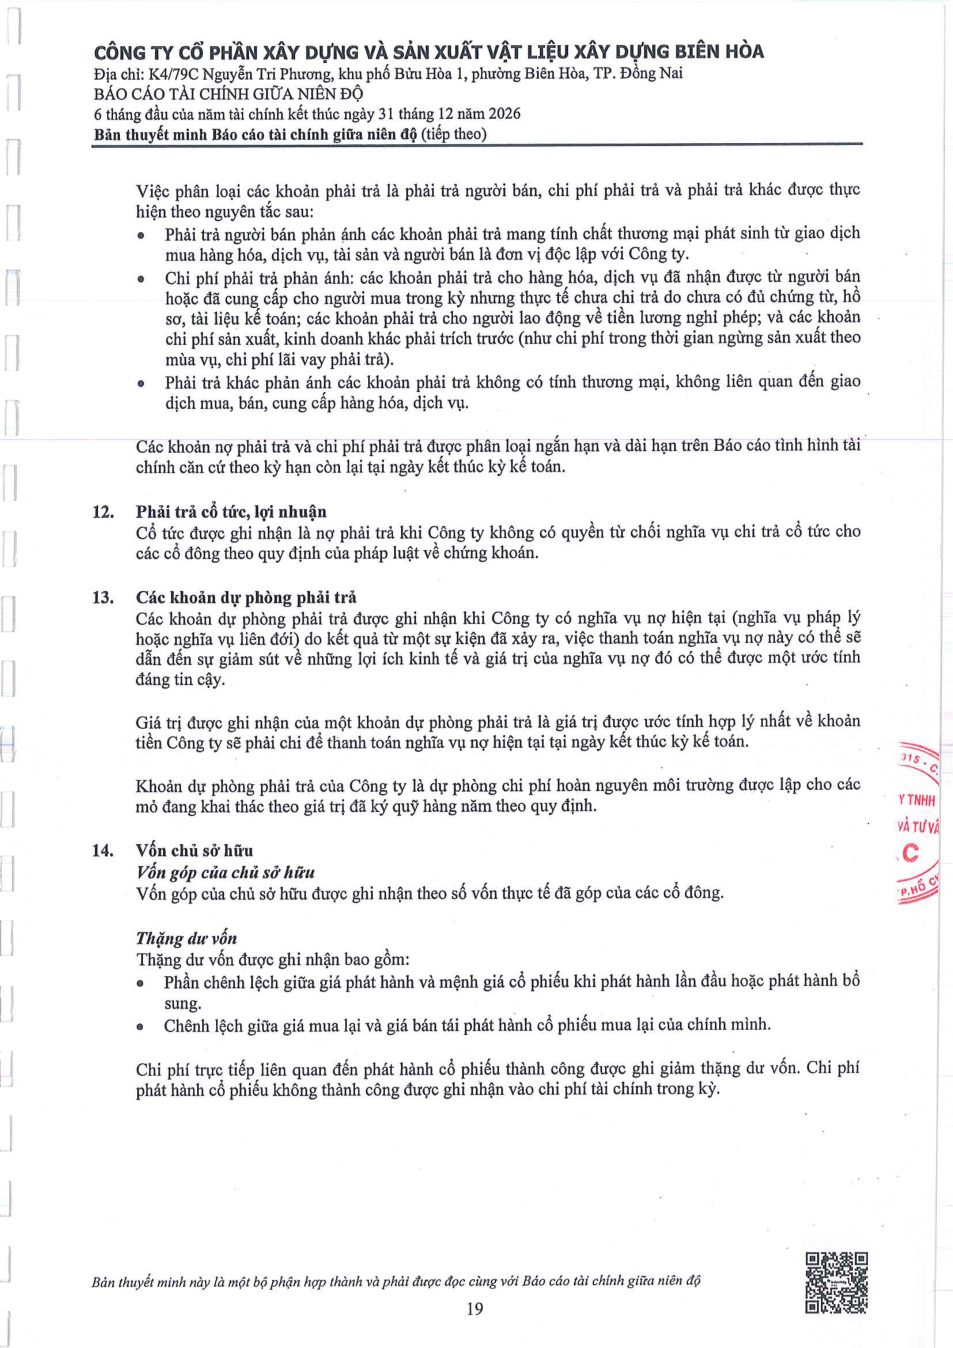 CÔNG TY CỔ PHẦN XÂY DỰNG VÀ SẢN XUẤT VẬT LIỆU XÂY DỰNG BIÊN HÒA
Địa chỉ: K4/79C Nguyễn Tri Phương, khu phố Bửu Hòa 1, phường Biên Hòa, TP. Đồng Nai
BÁO CÁO TÀI CHÍNH GIỮA NIÊN ĐỘ
6 tháng đầu của năm tài chính kết thúc ngày 31 tháng 12 năm 2026
Bản thuyết minh Báo cáo tài chính giữa niên độ (tiếp theo)
Việc phân loại các khoản phải trả là phải trả người bán, chi phí phải trả và phải trả khác được thực
hiện theo nguyên tắc sau:
• Phải trả người bán phản ánh các khoản phải trả mang tính chất thương mại phát sinh từ giao dịch
mua hàng hóa, dịch vụ, tài sản và người bán là đơn vị độc lập với Công ty.
• Chi phí phải trả phản ánh: các khoản phải trả cho hàng hóa, dịch vụ đã nhận được từ người bán
hoặc đã cung cấp cho người mua trong kỳ nhưng thực tế chưa chi trả do chưa có đủ chứng từ, hồ
sơ, tài liệu kế toán; các khoản phải trả cho người lao động về tiền lương nghỉ phép; và các khoản
chi phí sản xuất, kinh doanh khác phải trích trước (như chi phí trong thời gian ngừng sản xuất theo
mùa vụ, chi phí lãi vay phải trả).
• Phải trả khác phản ánh các khoản phải trả không có tính thương mại, không liên quan đến giao
dịch mua, bán, cung cấp hàng hóa, dịch vụ.
Các khoản nợ phải trả và chi phí phải trả được phân loại ngắn hạn và dài hạn trên Báo cáo tình hình tài
chính căn cứ theo kỳ hạn còn lại tại ngày kết thúc kỳ kế toán.
12. Phải trả cổ tức, lợi nhuận
Cổ tức được ghi nhận là nợ phải trả khi Công ty không có quyền từ chối nghĩa vụ chi trả cổ tức cho
các cổ đông theo quy định của pháp luật về chứng khoán.
13. Các khoản dự phòng phải trả
Các khoản dự phòng phải trả được ghi nhận khi Công ty có nghĩa vụ nợ hiện tại (nghĩa vụ pháp lý
hoặc nghĩa vụ liên đới) do kết quả từ một sự kiện đã xảy ra, việc thanh toán nghĩa vụ nợ này có thể sẽ
dẫn đến sự giảm sút về những lợi ích kinh tế và giá trị của nghĩa vụ nợ đó có thể được một ước tính
đáng tin cậy.
Giá trị được ghi nhận của một khoản dự phòng phải trả là giá trị được ước tính hợp lý nhất về khoản
tiền Công ty sẽ phải chi để thanh toán nghĩa vụ nợ hiện tại tại ngày kết thúc kỳ kế toán.
Khoản dự phòng phải trả của Công ty là dự phòng chi phí hoàn nguyên môi trường được lập cho các
mỏ đang khai thác theo giá trị đã ký quỹ hàng năm theo quy định.
14. Vốn chủ sở hữu
Vốn góp của chủ sở hữu
Vốn góp của chủ sở hữu được ghi nhận theo số vốn thực tế đã góp của các cổ đông.
Thặng dư vốn
Thặng dư vốn được ghi nhận bao gồm:
• Phần chênh lệch giữa giá phát hành và mệnh giá cổ phiếu khi phát hành lần đầu hoặc phát hành bổ
sung.
• Chênh lệch giữa giá mua lại và giá bán tái phát hành cổ phiếu mua lại của chính mình.
Chi phí trực tiếp liên quan đến phát hành cổ phiếu thành công được ghi giảm thặng dư vốn. Chi phí
phát hành cổ phiếu không thành công được ghi nhận vào chi phí tài chính trong kỳ.
315 - C.
Y TNHH
VÀ TƯ VẤ
C
P. HỒ C
Bản thuyết minh này là một bộ phận hợp thành và phải được đọc cùng với Báo cáo tài chính giữa niên độ
19